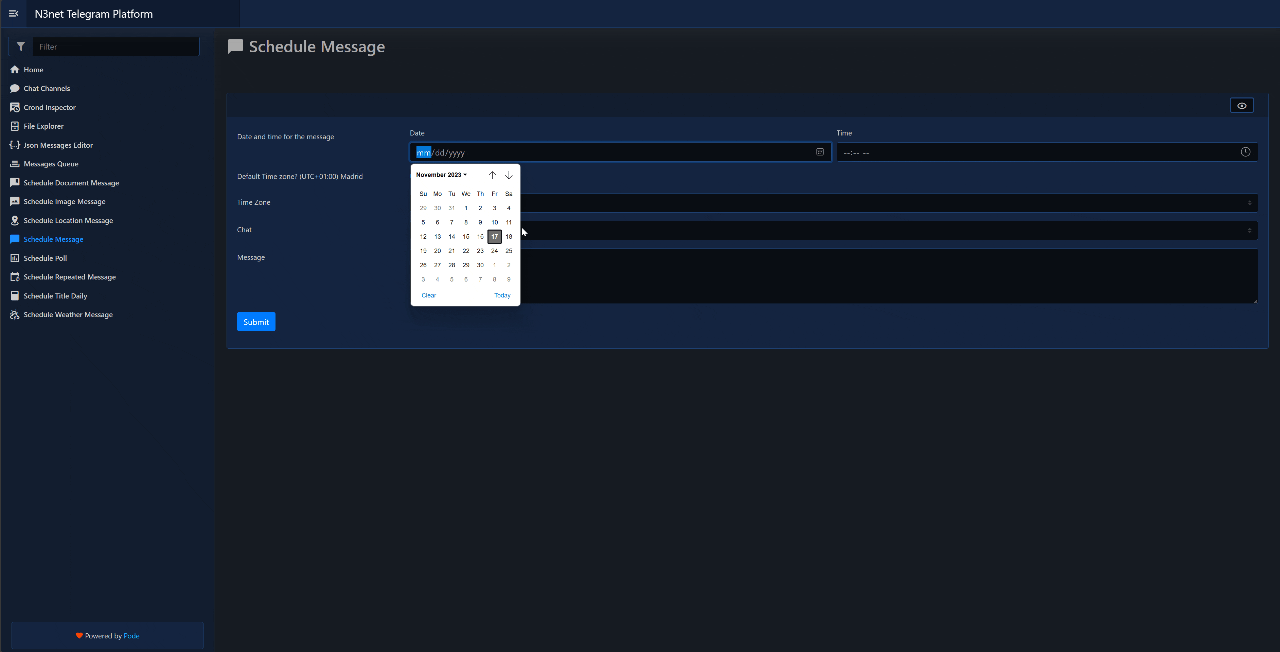 N3net Telegram Platform
Filter
Home
Chat Channels
Crond Inspector
File Explorer
Json Messages Editor
Messages Queue
Schedule Document Message
Schedule Image Message
Schedule Location Message
Schedule Message
Schedule Poll
Schedule Repeated Message
Schedule Title Daily
Schedule Weather Message
Powered by Pode
Schedule Message
Date and time for the message
Date
Time
mm/dd/yyyy
--:-- --
Default Time zone? (UTC+01:00) Madrid
Time Zone
Chat
Message
Submit
November 2023
Su Mo Tu We Th Fr Sa
29 30 31 1 2 3 4
5 6 7 8 9 10 11
12 13 14 15 16 17 18
19 20 21 22 23 24 25
26 27 28 29 30 1 2
3 4 5 6 7 8 9
Clear Today